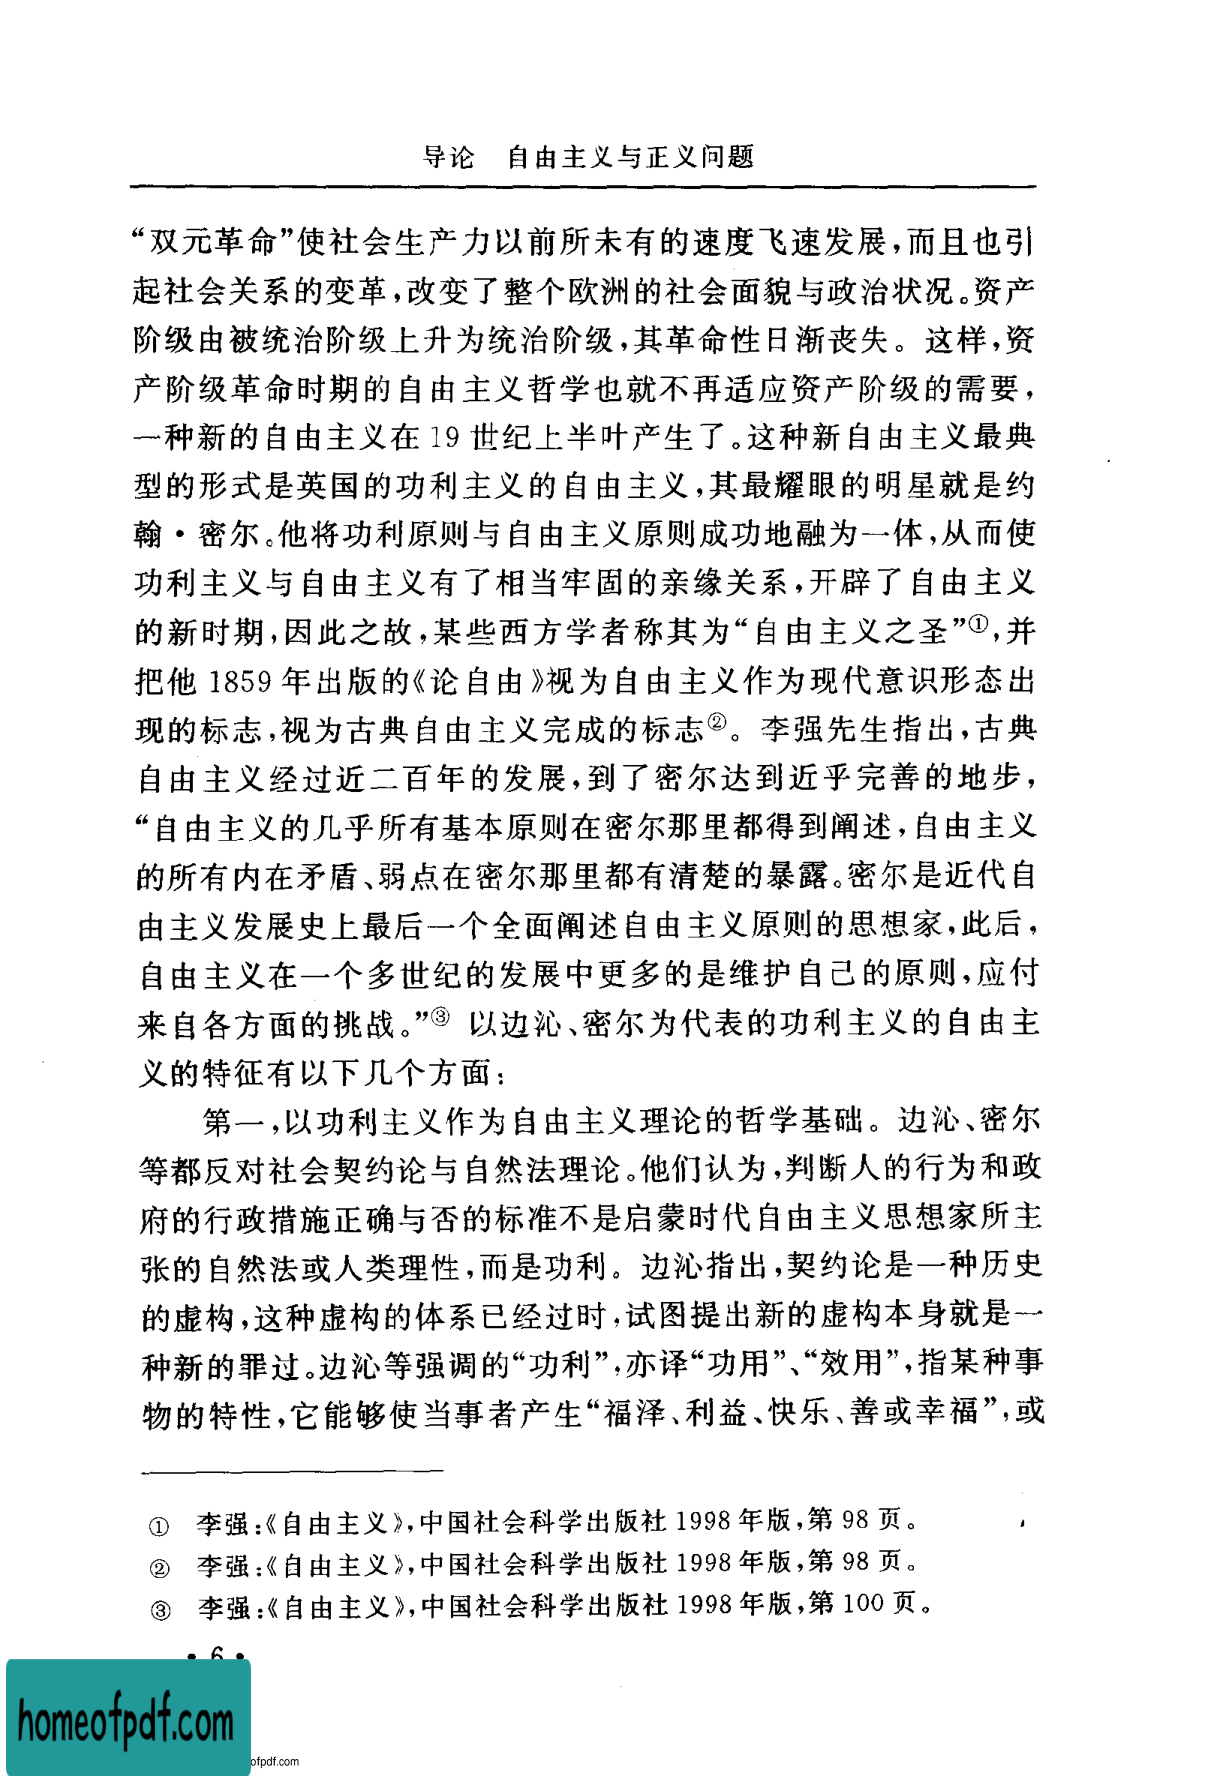 导论 自由主义与正义问题
“双元革命”使社会生产力以前所未有的速度飞速发展,而且也引
起社会关系的变革,改变了整个欧洲的社会面貌与政治状况。资产
阶级由被统治阶级上升为统治阶级,其革命性日渐丧失。这样,资
产阶级革命时期的自由主义哲学也就不再适应资产阶级的需要,
一种新的自由主义在19世纪上半叶产生了。这种新自由主义最典
型的形式是英国的功利主义的自由主义,其最耀眼的明星就是约
翰·密尔。他将功利原则与自由主义原则成功地融为一体,从而使
功利主义与自由主义有了相当牢固的亲缘关系,开辟了自由主义
的新时期,因此之故,某些西方学者称其为“自由主义之圣”①,并
把他1859年出版的《论自由》视为自由主义作为现代意识形态出
现的标志,视为古典自由主义完成的标志②。李强先生指出,古典
自由主义经过近二百年的发展,到了密尔达到近乎完善的地步,
“自由主义的几乎所有基本原则在密尔那里都得到阐述,自由主义
的所有内在矛盾、弱点在密尔那里都有清楚的暴露。密尔是近代自
由主义发展史上最后一个全面阐述自由主义原则的思想家,此后,
自由主义在一个多世纪的发展中更多的是维护自己的原则,应付
来自各方面的挑战。”③ 以边沁、密尔为代表的功利主义的自由主
义的特征有以下几个方面:
第一,以功利主义作为自由主义理论的哲学基础。边沁、密尔
等都反对社会契约论与自然法理论。他们认为,判断人的行为和政
府的行政措施正确与否的标准不是启蒙时代自由主义思想家所主
张的自然法或人类理性,而是功利。边沁指出,契约论是一种历史
的虚构,这种虚构的体系已经过时,试图提出新的虚构本身就是一
种新的罪过。边沁等强调的“功利”,亦译“功用”、“效用”,指某种事
物的特性,它能够使当事者产生“福泽、利益、快乐、善或幸福”,或
① 李强:《自由主义》,中国社会科学出版社1998年版,第98页。
② 李强:《自由主义》,中国社会科学出版社1998年版,第98页。
③ 李强:《自由主义》,中国社会科学出版社1998年版,第100页。
·6·
homeofpdf.com
ofpdf.com